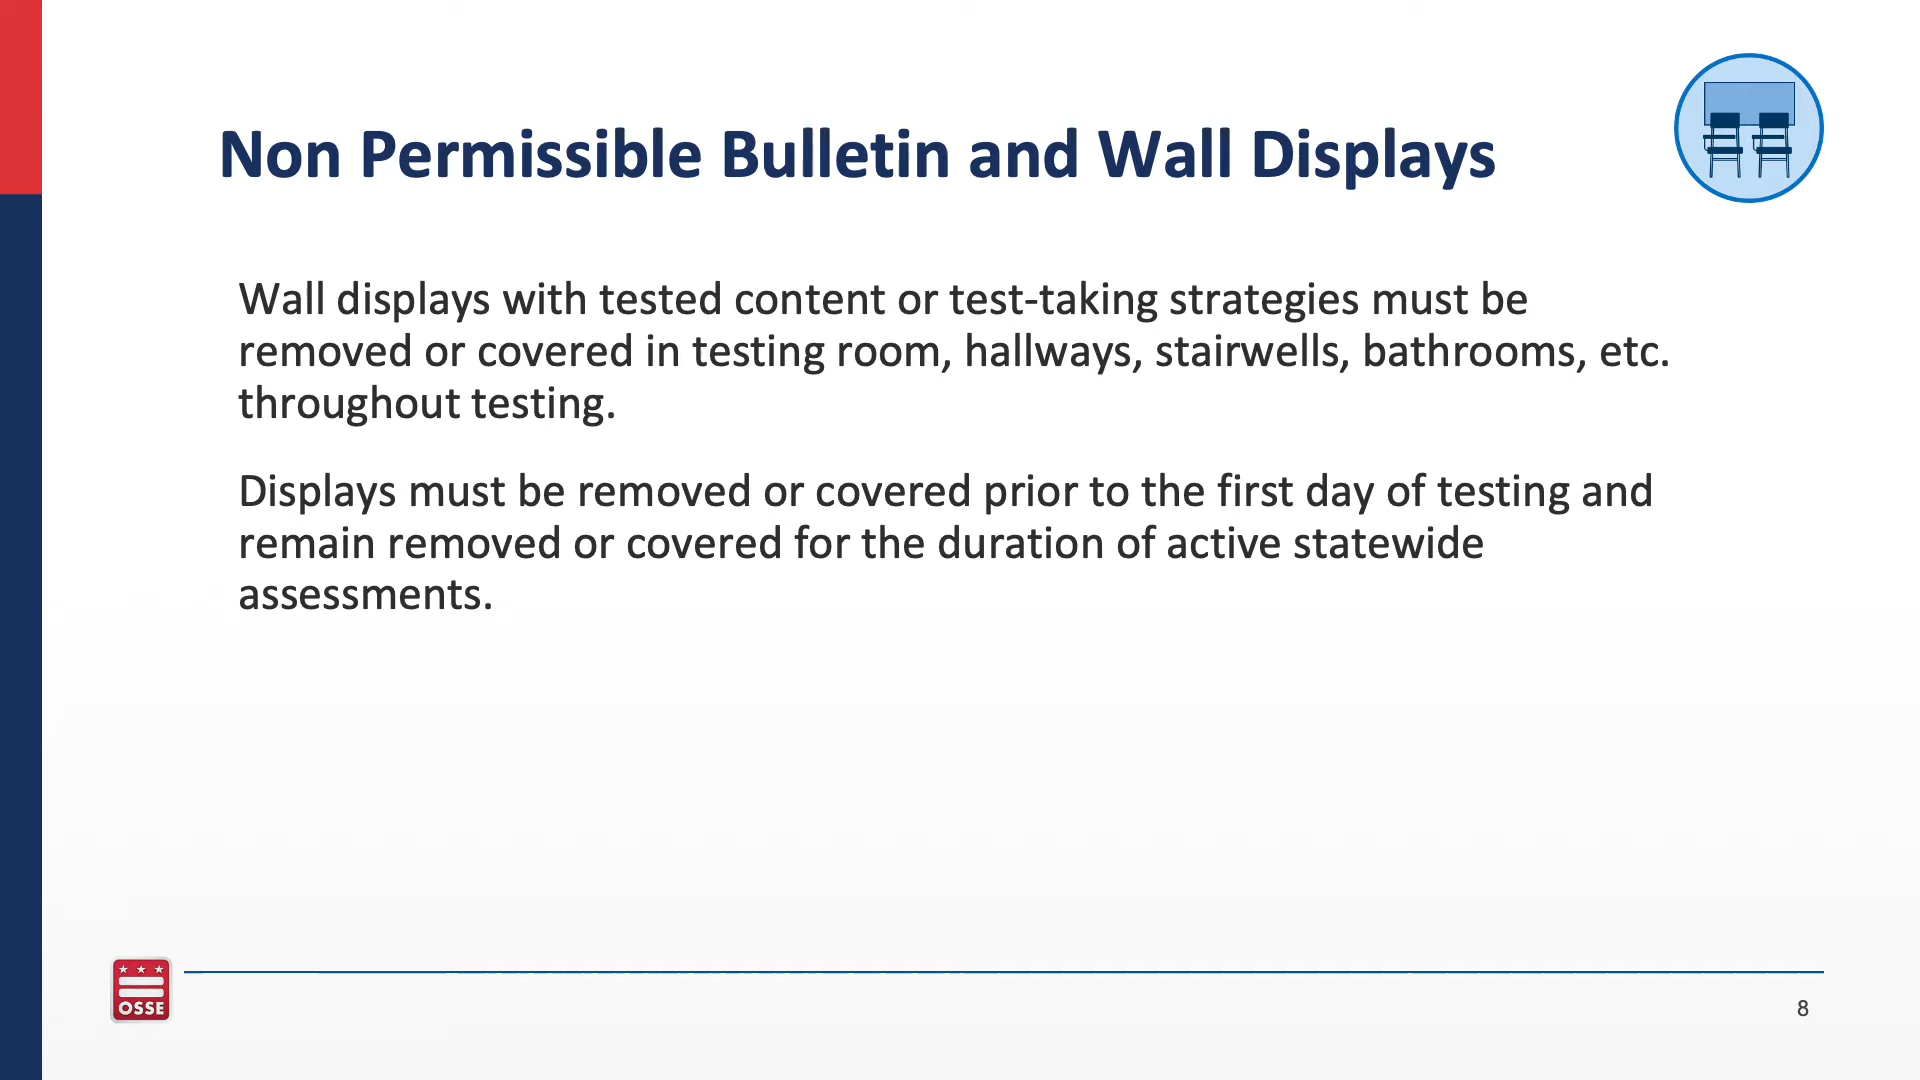 Non Permissible Bulletin and Wall Displays
Wall displays with tested content or test-taking strategies must be
removed or covered in testing room, hallways, stairwells, bathrooms, etc.
throughout testing.
Displays must be removed or covered prior to the first day of testing and
remain removed or covered for the duration of active statewide
assessments.
OSSE
8